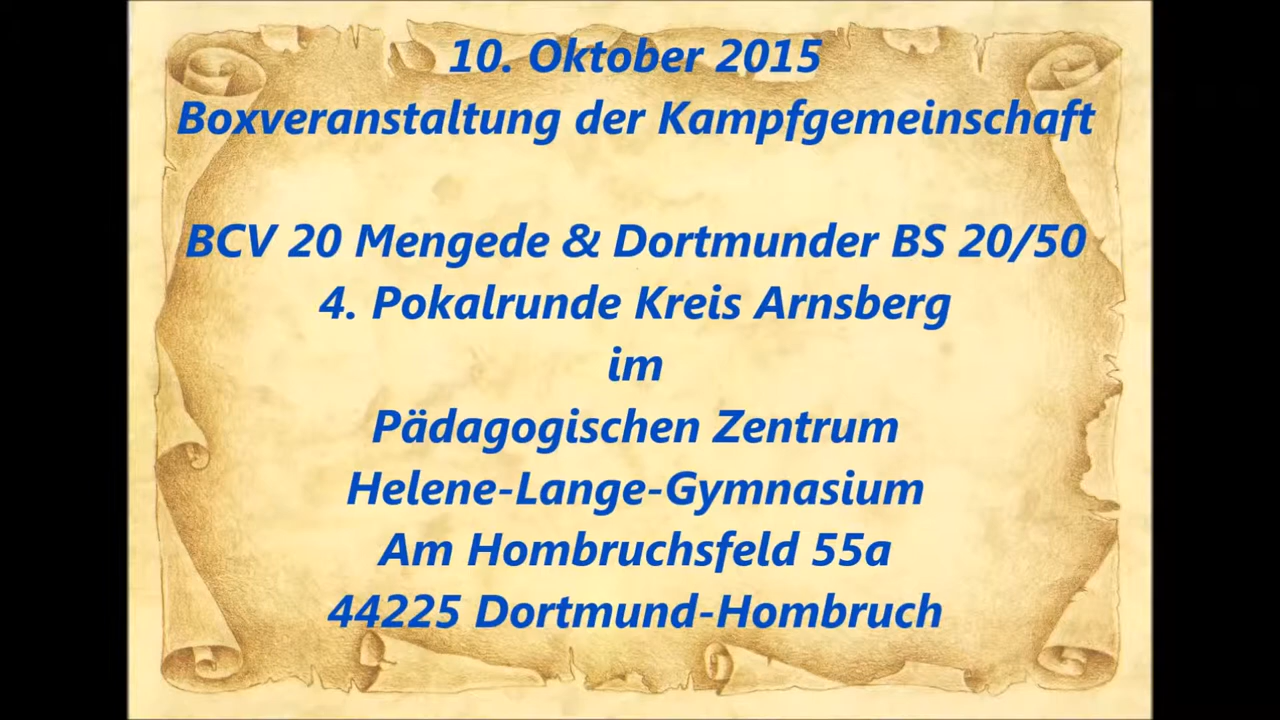 10. Oktober 2015
Boxveranstaltung der Kampfgemeinschaft
BCV 20 Mengede & Dortmunder BS 20/50
4. Pokalrunde Kreis Arnsberg
im
Pädagogischen Zentrum
Helene-Lange-Gymnasium
Am Hombruchsfeld 55a
44225 Dortmund-Hombruch